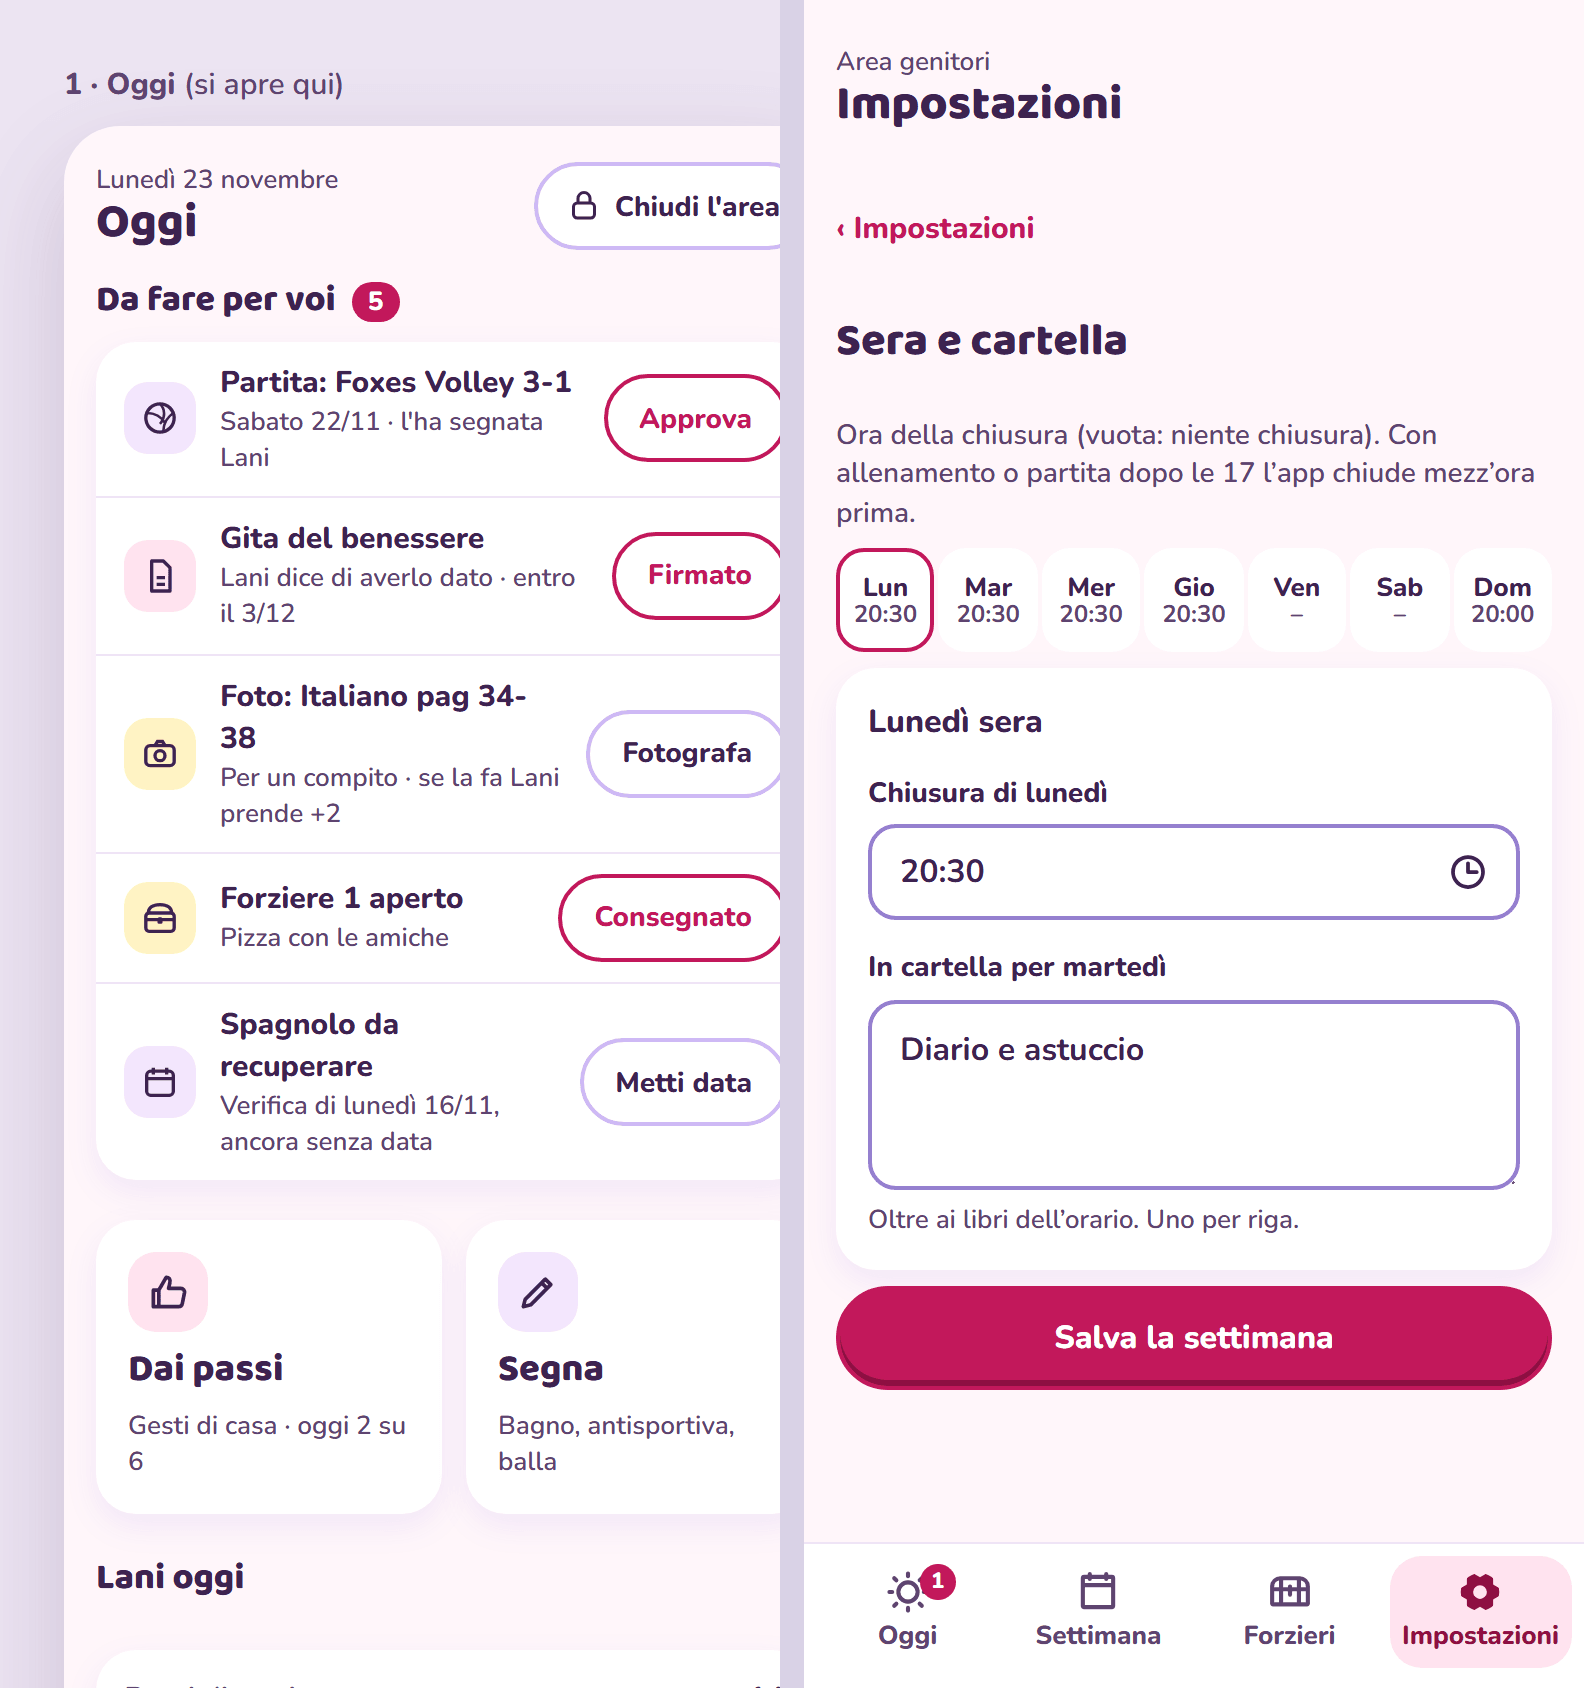 1 · Oggi (si apre qui)
Lunedì 23 novembre
Oggi
Chiudi l'area
Da fare per voi 5
Partita: Foxes Volley 3-1
Sabato 22/11 · l'ha segnata
Lani
Approva
Gita del benessere
Lani dice di averlo dato · entro
il 3/12
Firmato
Foto: Italiano pag 34-
38
Per un compito · se la fa Lani
prende +2
Fotografa
Forziere 1 aperto
Pizza con le amiche
Consegnato
Spagnolo da
recuperare
Verifica di lunedì 16/11,
ancora senza data
Metti data
Dai passi
Gesti di casa · oggi 2 su
6
Segna
Bagno, antisportiva,
balla
Lani oggi
Area genitori
Impostazioni
‹ Impostazioni
Sera e cartella
Ora della chiusura (vuota: niente chiusura). Con
allenamento o partita dopo le 17 l’app chiude mezz’ora
prima.
Lun Mar Mer Gio Ven Sab Dom
20:30 20:30 20:30 20:30 – – 20:00
Lunedì sera
Chiusura di lunedì
20:30
In cartella per martedì
Diario e astuccio
Oltre ai libri dell’orario. Uno per riga.
Salva la settimana
1
Oggi Settimana Forzieri Impostazioni